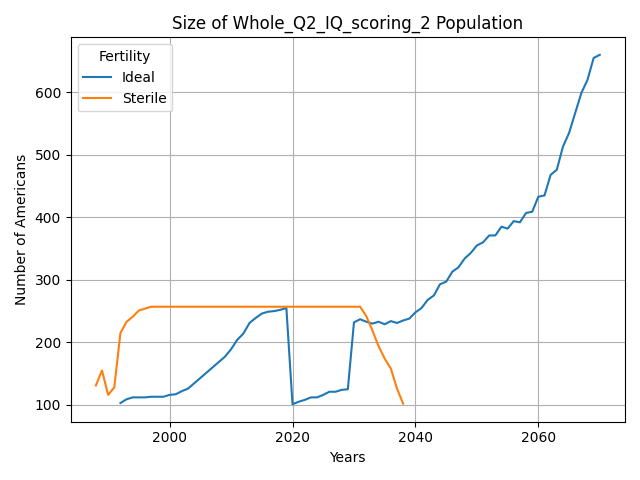 Size of Whole_Q2_IQ_scoring_2 Population
Fertility
Ideal
Sterile
Number of Americans
600
500
400
300
200
100
2000
2020
2040
2060
Years